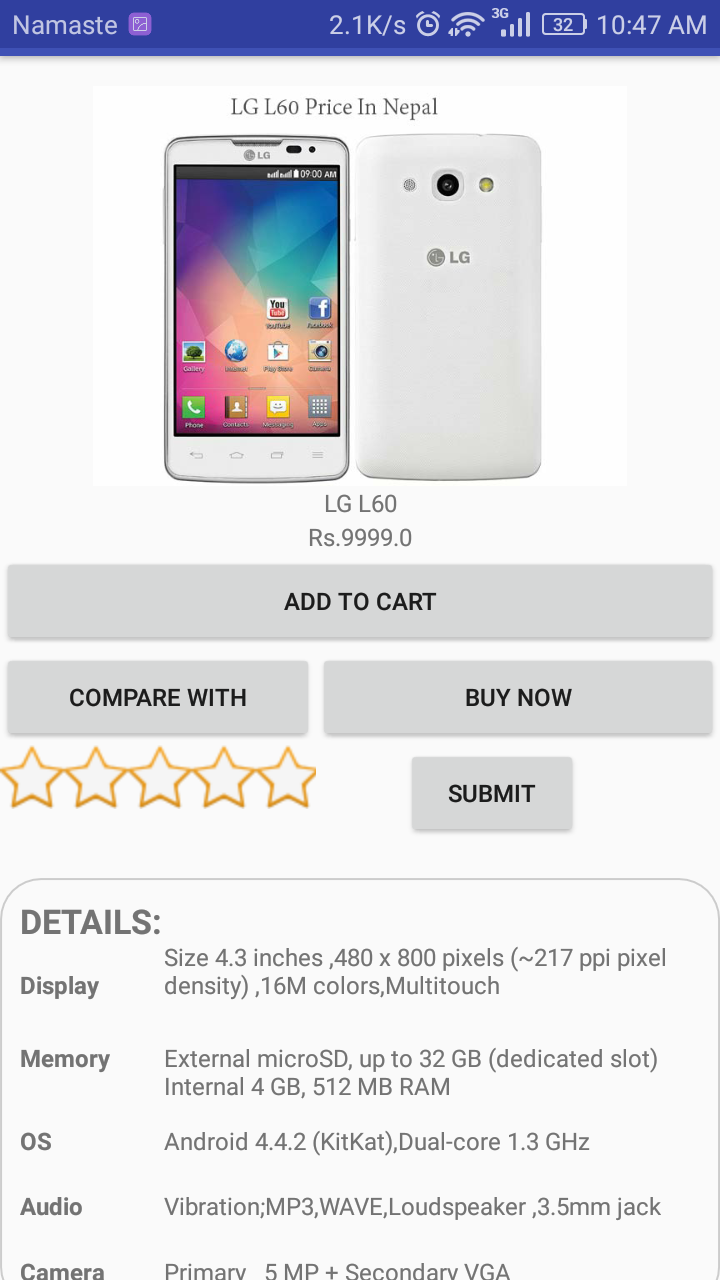 Namaste 2.1K/s 3G 32 10:47 AM
LG L60 Price In Nepal
LG
09:00 AM
LG
You
Tube
YouTube Facebook
Gallery Internet Play Store Camera
Phone Contacts Messaging Apps
LG L60
Rs.9999.0
ADD TO CART
COMPARE WITH BUY NOW
SUBMIT
DETAILS:
Size 4.3 inches ,480 x 800 pixels (~217 ppi pixel
Display density) ,16M colors,Multitouch
Memory External microSD, up to 32 GB (dedicated slot)
Internal 4 GB, 512 MB RAM
OS Android 4.4.2 (KitKat),Dual-core 1.3 GHz
Audio Vibration;MP3,WAVE,Loudspeaker ,3.5mm jack
Camera Primary 5 MP + Secondary VGA